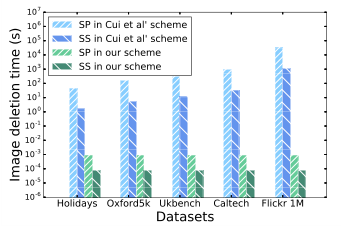 10^7
10^6
10^5
10^4
10^3
10^2
10^1
10^0
10^-1
10^-2
10^-3
10^-4
10^-5
10^-6
Image deletion time (s)
SP in Cui et al' scheme
SS in Cui et al' scheme
SP in our scheme
SS in our scheme
Holidays Oxford5k Ukbench Caltech Flickr 1M
Datasets